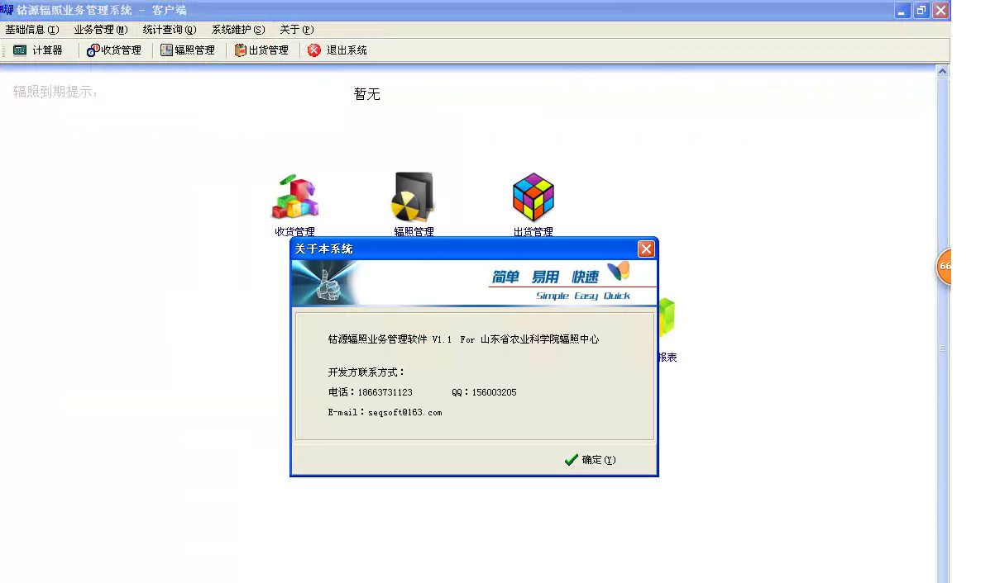 钴源辐照业务管理系统 - 客户端
基础信息(I) 业务管理(M) 统计查询(Q) 系统维护(S) 关于(P)
计算器 收货管理 辐照管理 出货管理 退出系统
辐照到期提示: 暂无
收货管理 辐照管理 出货管理
关于本系统
简单 易用 快速
Simple Easy Quick
66
钴源辐照业务管理软件 V1.1 For 山东省农业科学院辐照中心
报表
开发方联系方式：
电话：18663731123 QQ：156003205
E-mail：seqsoft@163.com
确定(Y)